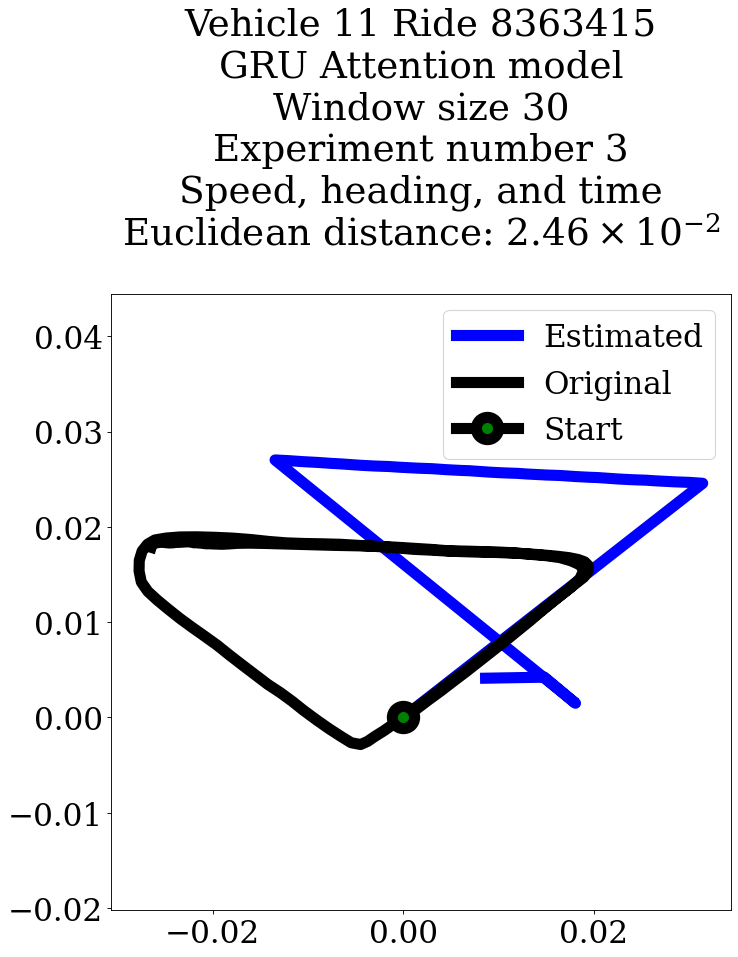 Vehicle 11 Ride 8363415
GRU Attention model
Window size 30
Experiment number 3
Speed, heading, and time
Euclidean distance: 2.46 × 10⁻²
Estimated
Original
Start
0.04
0.03
0.02
0.01
0.00
−0.01
−0.02
−0.02 0.00 0.02